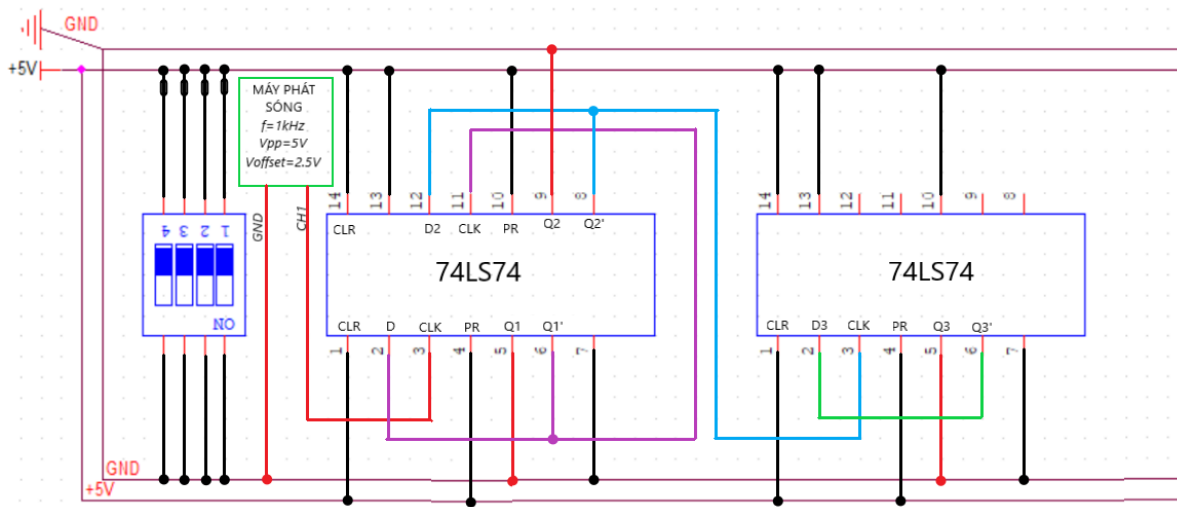 GND
+5V
MÁY PHÁT
SÓNG
f=1kHz
Vpp=5V
Voffset=2.5V
GND
CH1
4 3 2 1
ON
14 13 12 11 10 9 8
CLR D2 CLK PR Q2 Q2'
74LS74
CLR D CLK PR Q1 Q1'
1 2 3 4 5 6 7
14 13 12 11 10 9 8
74LS74
CLR D3 CLK PR Q3 Q3'
1 2 3 4 5 6 7
GND
+5V